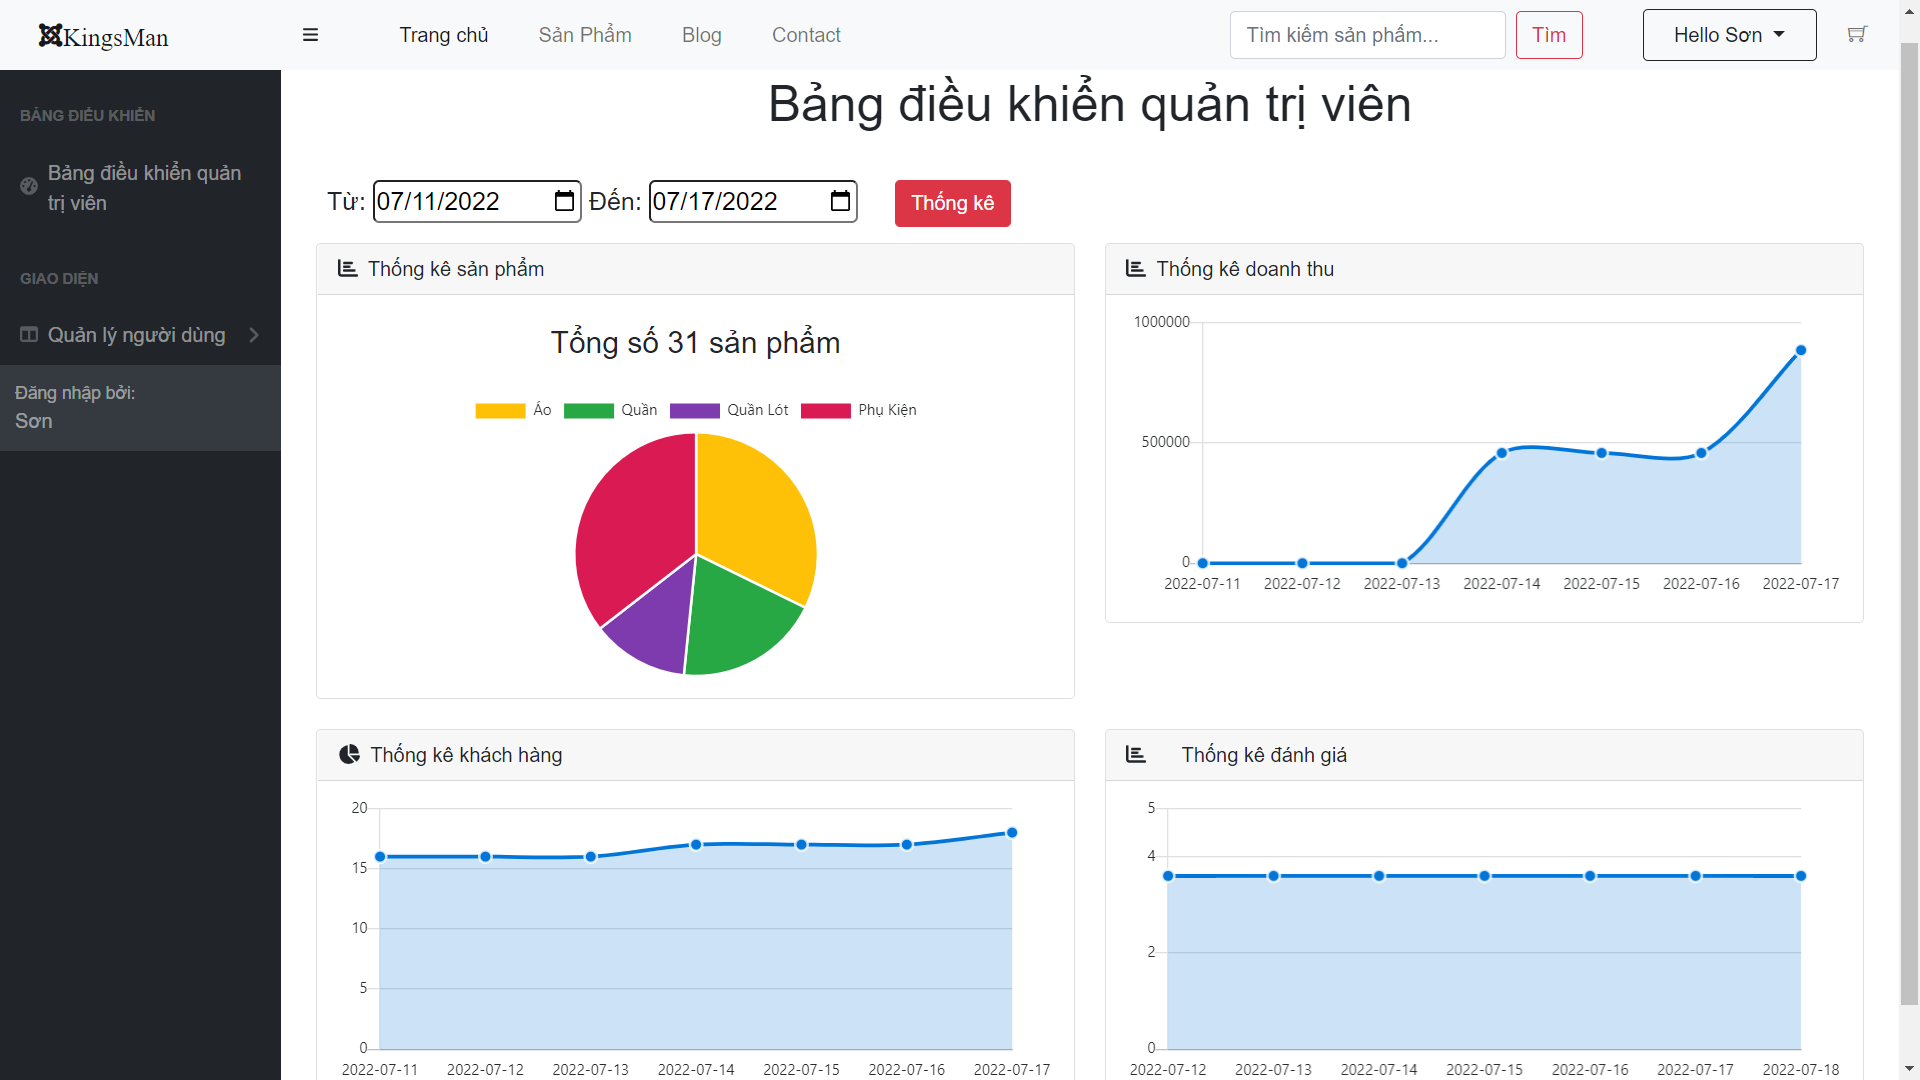 KingsMan
Trang chủ
Sản Phẩm
Blog
Contact
Tìm kiếm sản phẩm...
Tìm
Hello Sơn
BẢNG ĐIỀU KHIỂN
Bảng điều khiển quản
trị viên
GIAO DIỆN
Quản lý người dùng
Đăng nhập bởi:
Sơn
Bảng điều khiển quản trị viên
Từ: 07/11/2022 Đến: 07/17/2022 Thống kê
Thống kê sản phẩm
Tổng số 31 sản phẩm
Áo Quần Quần Lót Phụ Kiện
Thống kê doanh thu
1000000
500000
0
2022-07-11 2022-07-12 2022-07-13 2022-07-14 2022-07-15 2022-07-16 2022-07-17
Thống kê khách hàng
20
15
10
5
0
2022-07-11 2022-07-12 2022-07-13 2022-07-14 2022-07-15 2022-07-16 2022-07-17
Thống kê đánh giá
5
4
2
0
2022-07-12 2022-07-13 2022-07-14 2022-07-15 2022-07-16 2022-07-17 2022-07-18